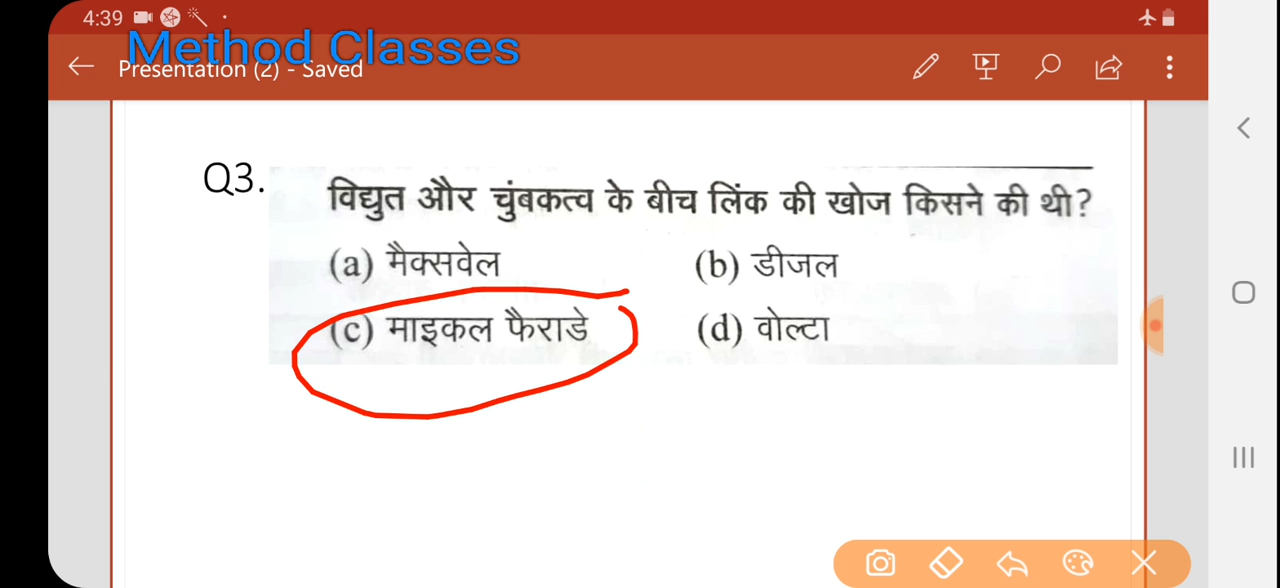 4:39
Method Classes
Presentation (2) - Saved
Q3.
विद्युत और चुंबकत्व के बीच लिंक की खोज किसने की थी?
(a) मैक्सवेल (b) डीजल
(c) माइकल फैराडे (d) वोल्टा